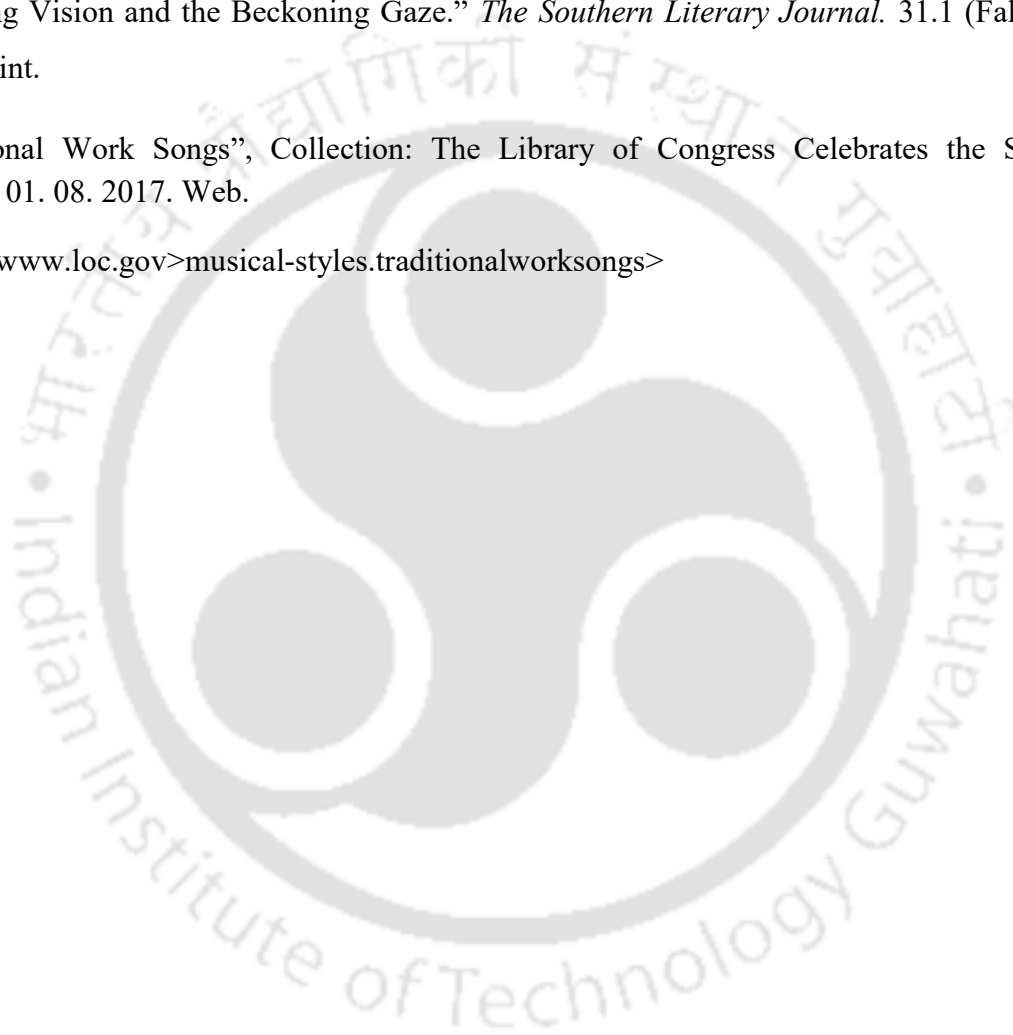 ng Vision and the Beckoning Gaze.” The Southern Literary Journal. 31.1 (Fal
int.
onal Work Songs”, Collection: The Library of Congress Celebrates the S
01. 08. 2017. Web.
www.loc.gov>musical-styles.traditionalworksongs>
भारतीय प्रौद्योगिकी संस्थान गुवाहाटी
Indian Institute of Technology Guwahati